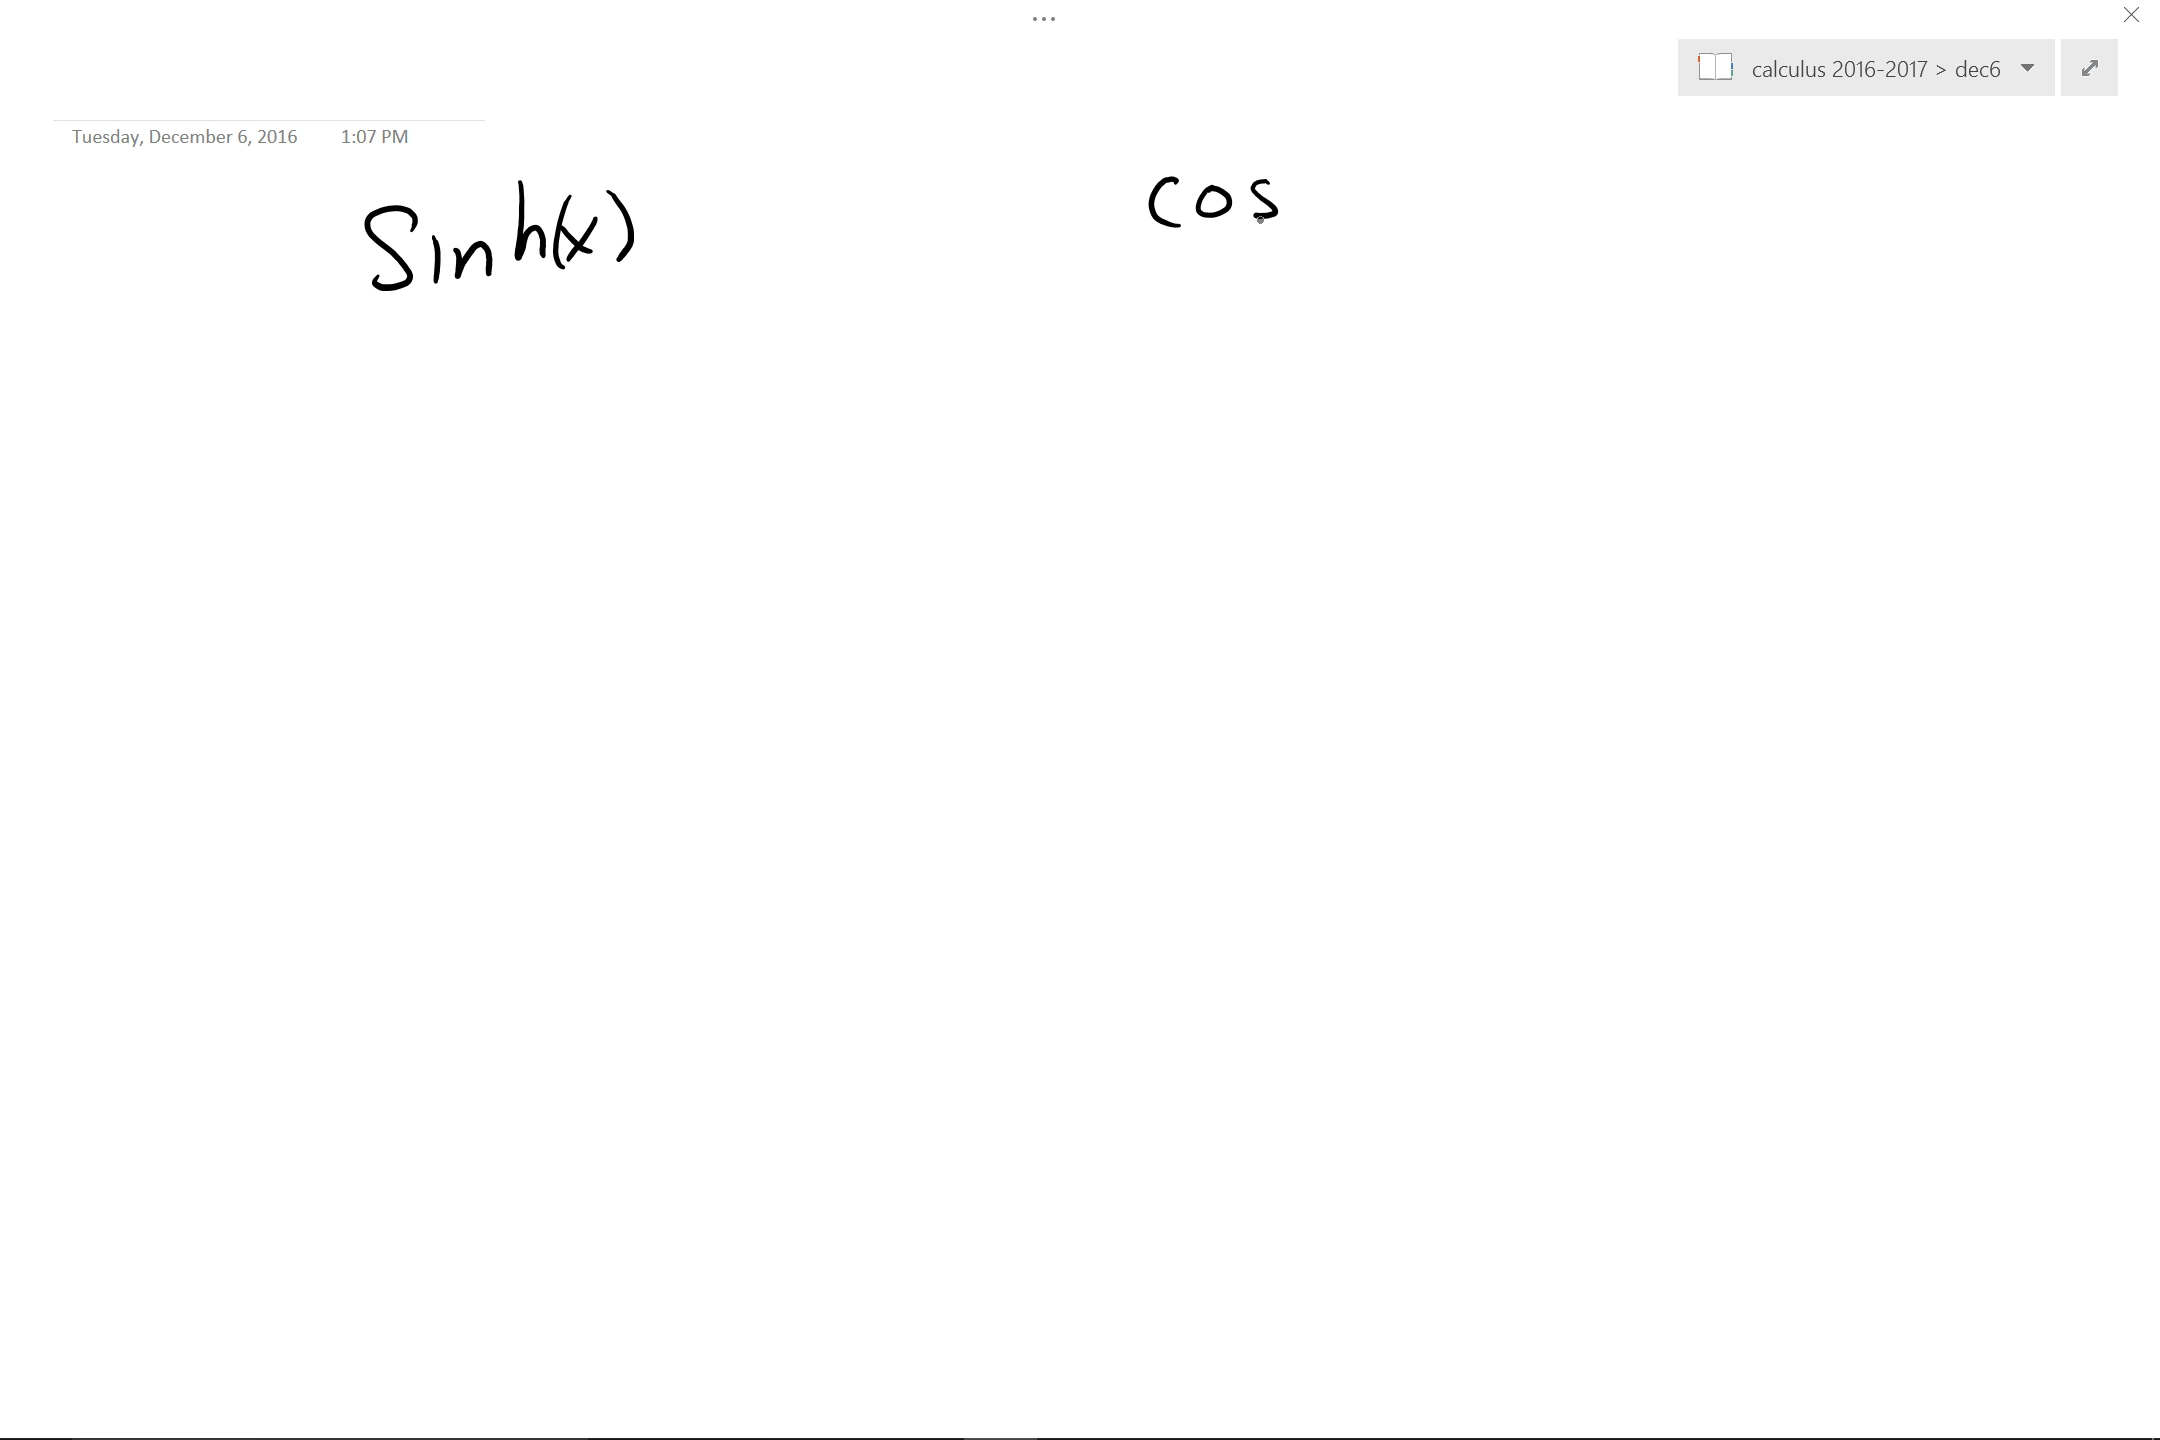 calculus 2016-2017 > dec6
Tuesday, December 6, 2016 1:07 PM
Sinh(x) cos